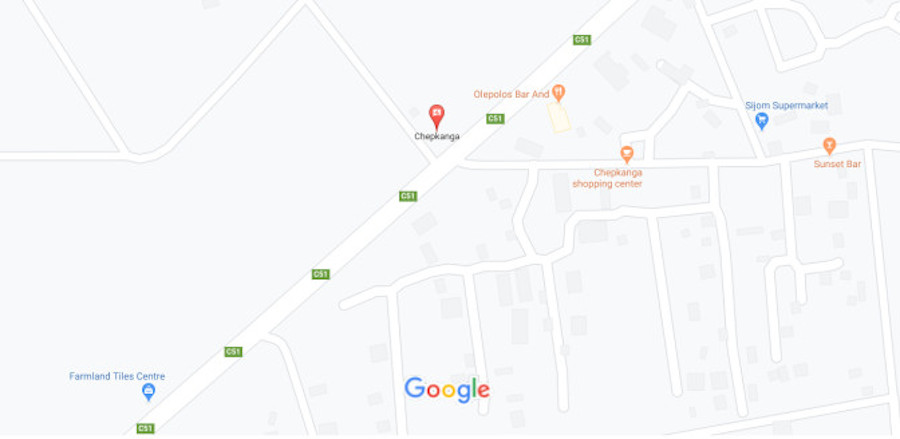 C51
Olepolos Bar And
C51
Sijom Supermarket
Chepkanga
Sunset Bar
Chepkanga
shopping center
C51
C51
C51
Farmland Tiles Centre
Google
C51